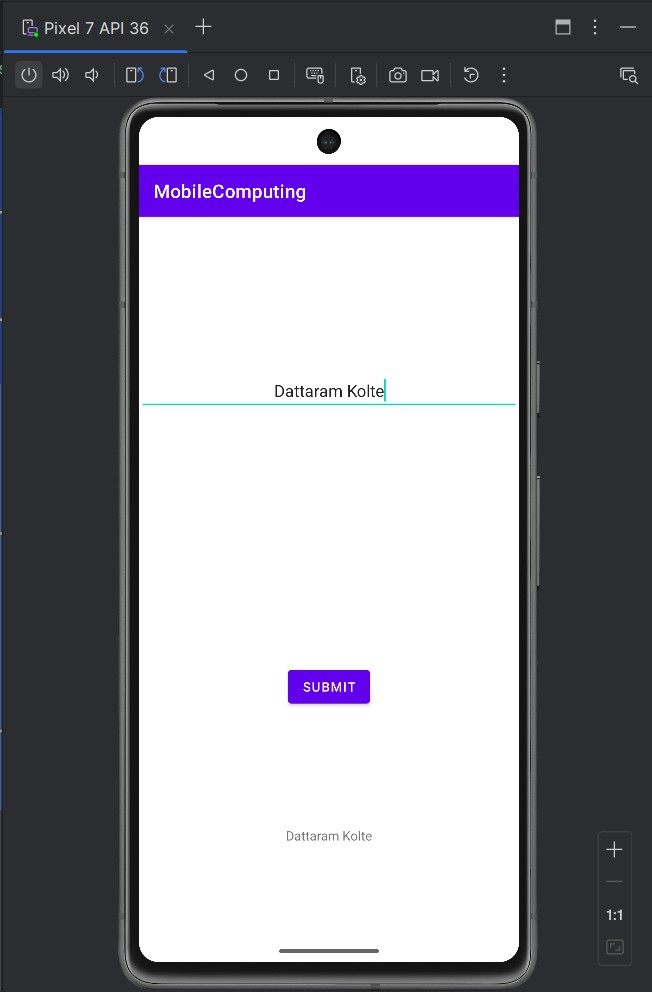 Pixel 7 API 36
MobileComputing
Dattaram Kolte
SUBMIT
Dattaram Kolte
1:1